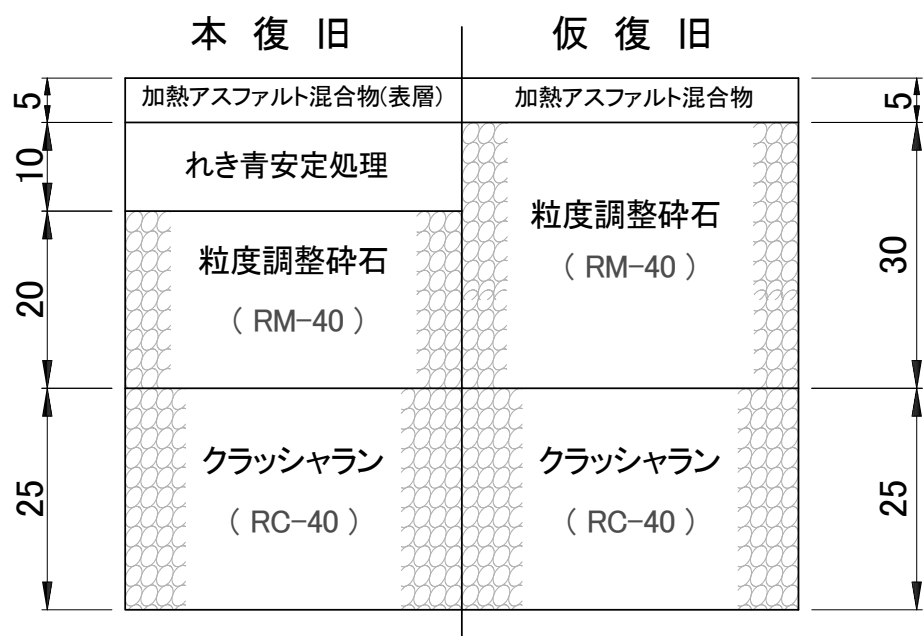 本復旧
仮復旧
5
加熱アスファルト混合物(表層)
加熱アスファルト混合物
5
10
れき青安定処理
粒度調整砕石
( RM-40 )
30
20
粒度調整砕石
( RM-40 )
25
クラッシャラン
( RC-40 )
クラッシャラン
( RC-40 )
25